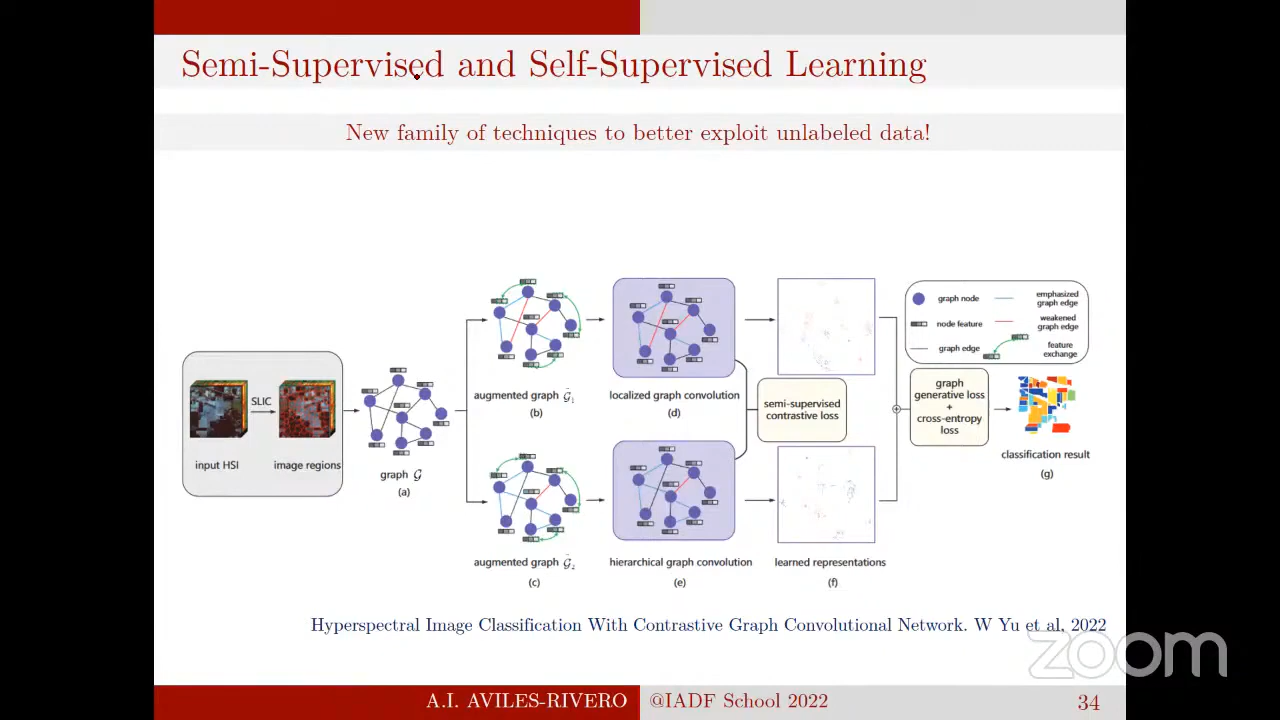 Semi-Supervised and Self-Supervised Learning
New family of techniques to better exploit unlabeled data!
input HSI
SLIC
image regions
graph 𝒢
(a)
augmented graph 𝒢̃₁
(b)
augmented graph 𝒢̃₂
(c)
localized graph convolution
(d)
hierarchical graph convolution
(e)
semi-supervised
contrastive loss
learned representations
(f)
graph node
node feature
graph edge
emphasized
graph edge
weakened
graph edge
feature
exchange
graph
generative loss
+
cross-entropy
loss
classification result
(g)
Hyperspectral Image Classification With Contrastive Graph Convolutional Network. W Yu et al, 2022
zoom
A.I. AVILES-RIVERO @IADF School 2022 34